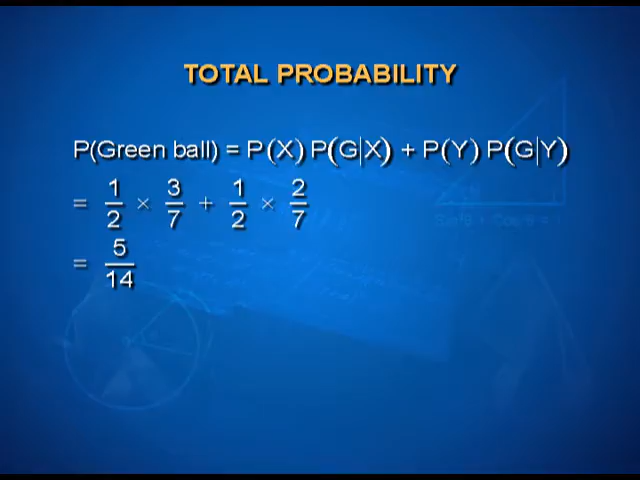 TOTAL PROBABILITY
P(Green ball) = P(X) P(G|X) + P(Y) P(G|Y)
= 1/2 × 3/7 + 1/2 × 2/7
= 5/14